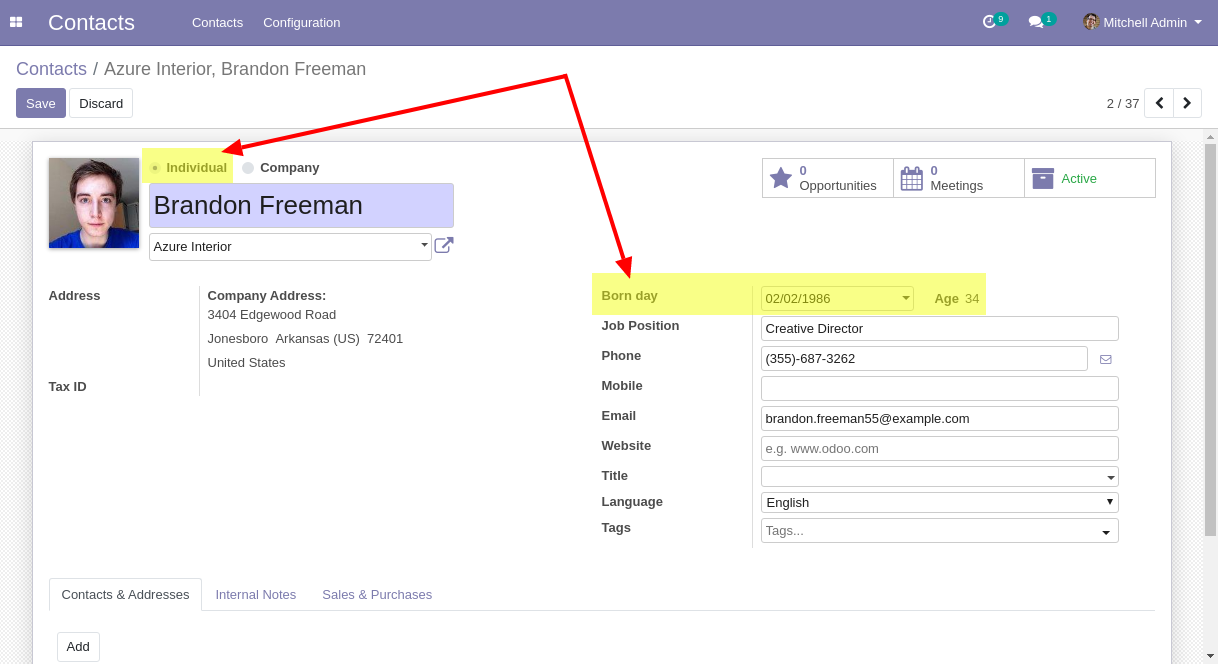 Contacts Contacts Configuration 9 1 Mitchell Admin
Contacts / Azure Interior, Brandon Freeman
Save Discard 2 / 37
Individual Company
Brandon Freeman
Azure Interior
0 Opportunities
0 Meetings
Active
Address
Company Address:
3404 Edgewood Road
Jonesboro Arkansas (US) 72401
United States
Tax ID
Born day 02/02/1986 Age 34
Job Position Creative Director
Phone (355)-687-3262
Mobile
Email brandon.freeman55@example.com
Website e.g. www.odoo.com
Title
Language English
Tags Tags...
Contacts & Addresses Internal Notes Sales & Purchases
Add